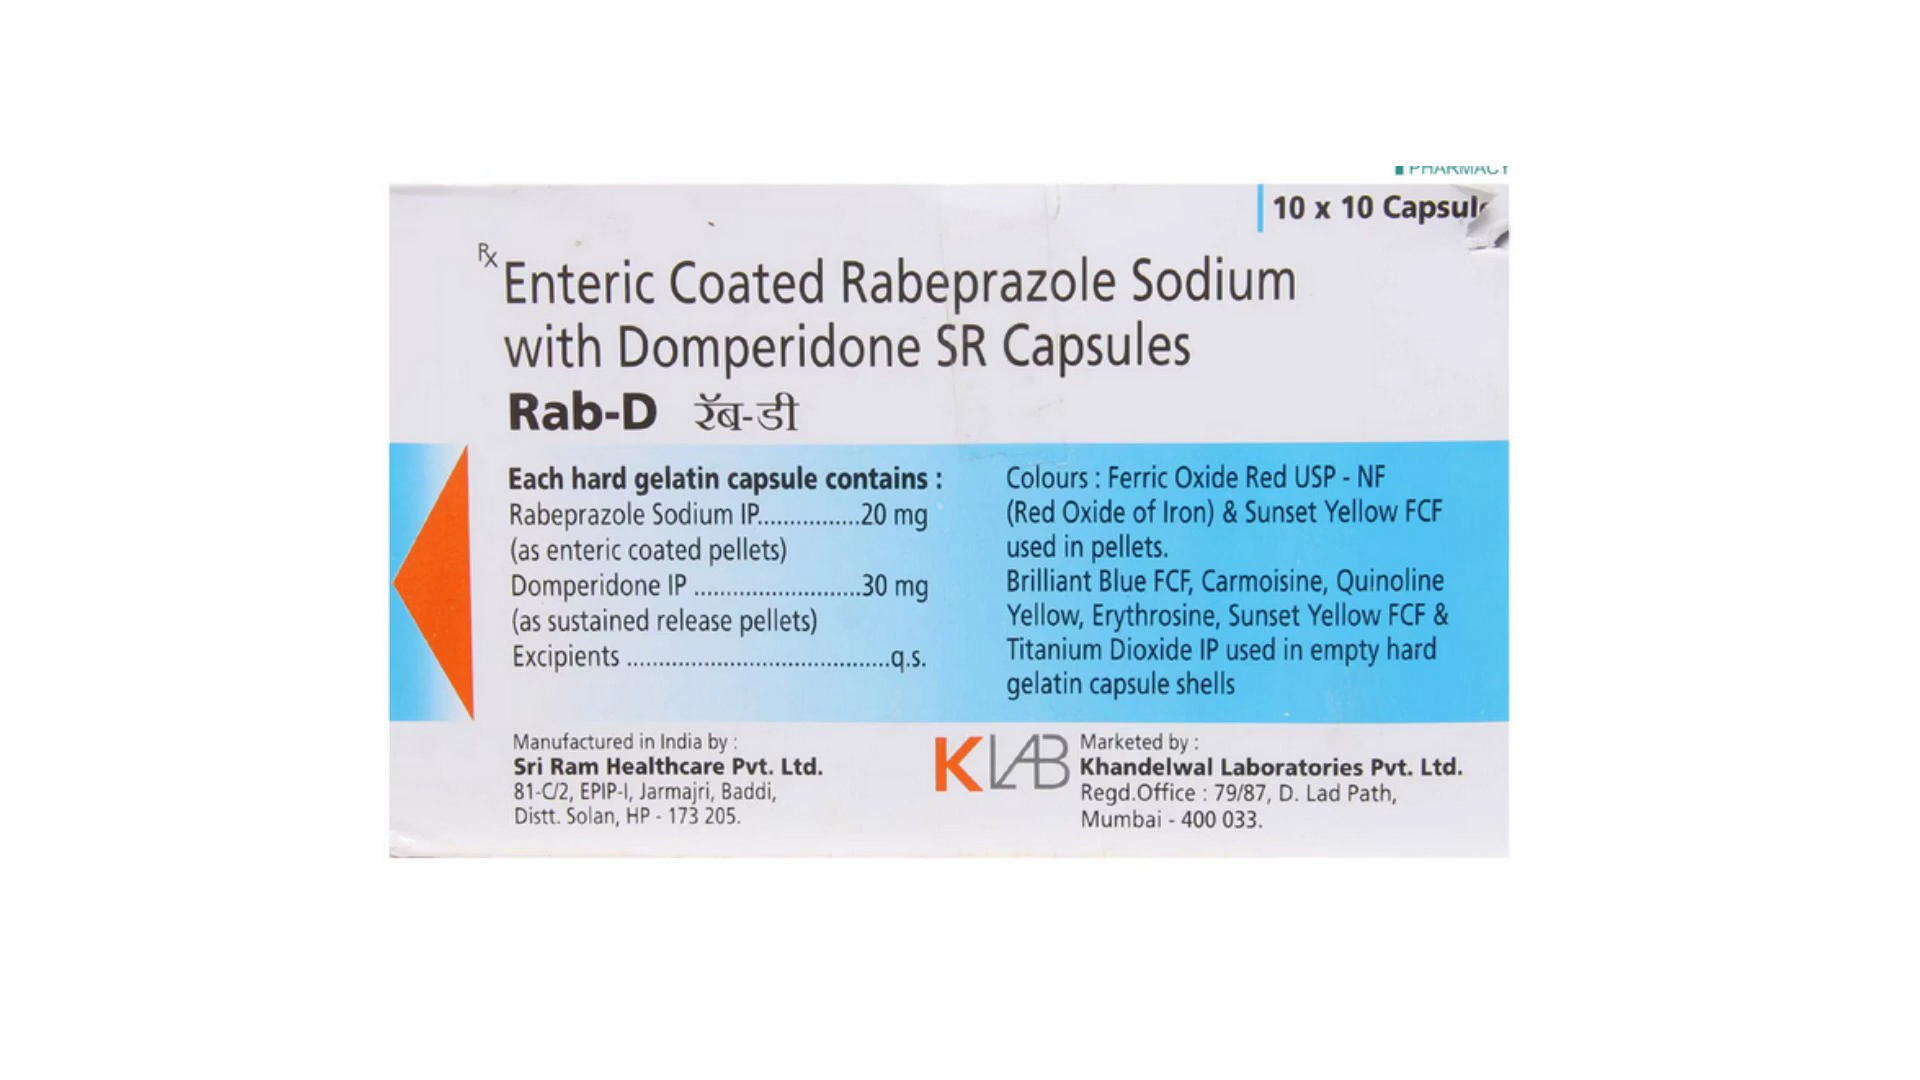 PHARMACY
10 x 10
Rx
Enteric Coated Rabeprazole Sodium
with Domperidone SR Capsules
Rab-D रॅब-डी
Each hard gelatin capsule contains :
Rabeprazole Sodium IP................20 mg
(as enteric coated pellets)
Domperidone IP ..........................30 mg
(as sustained release pellets)
Excipients .........................................q.s.
Colours : Ferric Oxide Red USP - NF
(Red Oxide of Iron) & Sunset Yellow FCF
used in pellets.
Brilliant Blue FCF, Carmoisine, Quinoline
Yellow, Erythrosine, Sunset Yellow FCF &
Titanium Dioxide IP used in empty hard
gelatin capsule shells
Manufactured in India by :
Sri Ram Healthcare Pvt. Ltd.
81-C/2, EPIP-I, Jarmajri, Baddi,
Distt. Solan, HP - 173 205.
KLAB
Marketed by :
Khandelwal Laboratories Pvt. Ltd.
Regd.Office : 79/87, D. Lad Path,
Mumbai - 400 033.